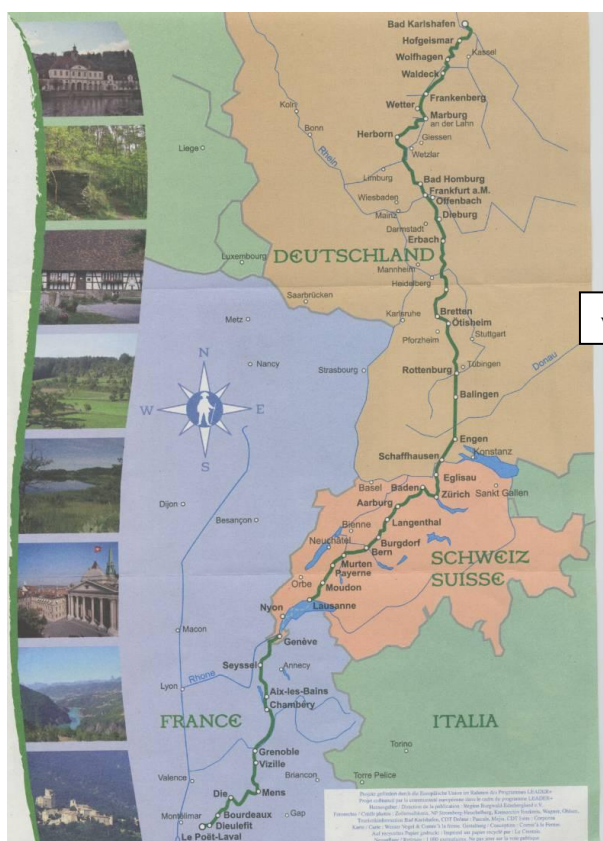 Bad Karlshafen
Hofgeismar
Kassel
Wolfhagen
Waldeck
Frankenberg
Wetter
Marburg
an der Lahn
Köln
Bonn
Herborn
Giessen
Wetzlar
Liege
Rhein
Limburg
Bad Homburg
Wiesbaden
Frankfurt a.M.
Offenbach
Mainz
Dieburg
Darmstadt
Erbach
DEUTSCHLAND
Luxembourg
Mannheim
Heidelberg
Saarbrücken
Bretten
Karlsruhe
Metz
Ötisheim
Pforzheim
Stuttgart
N
Nancy
Strasbourg
Tübingen
Rottenburg
Donau
Balingen
W
E
S
Engen
Konstanz
Schaffhausen
Eglisau
Basel
Baden
Zürich
Sankt Gallen
Dijon
Aarburg
Besançon
Bienne
Langenthal
Neuchâtel
Burgdorf
Bern
SCHWEIZ
SUISSE
Murten
Payerne
Orbe
Moudon
Nyon
Lausanne
Macon
Genève
Rhone
Seyssel
Annecy
Lyon
Aix-les-Bains
Chambéry
FRANCE
ITALIA
Torino
Grenoble
Vizille
Valence
Briançon
Torre Pelice
Die
Mens
Montélimar
Bourdeaux
Gap
Dieulefit
Le Poët-Laval